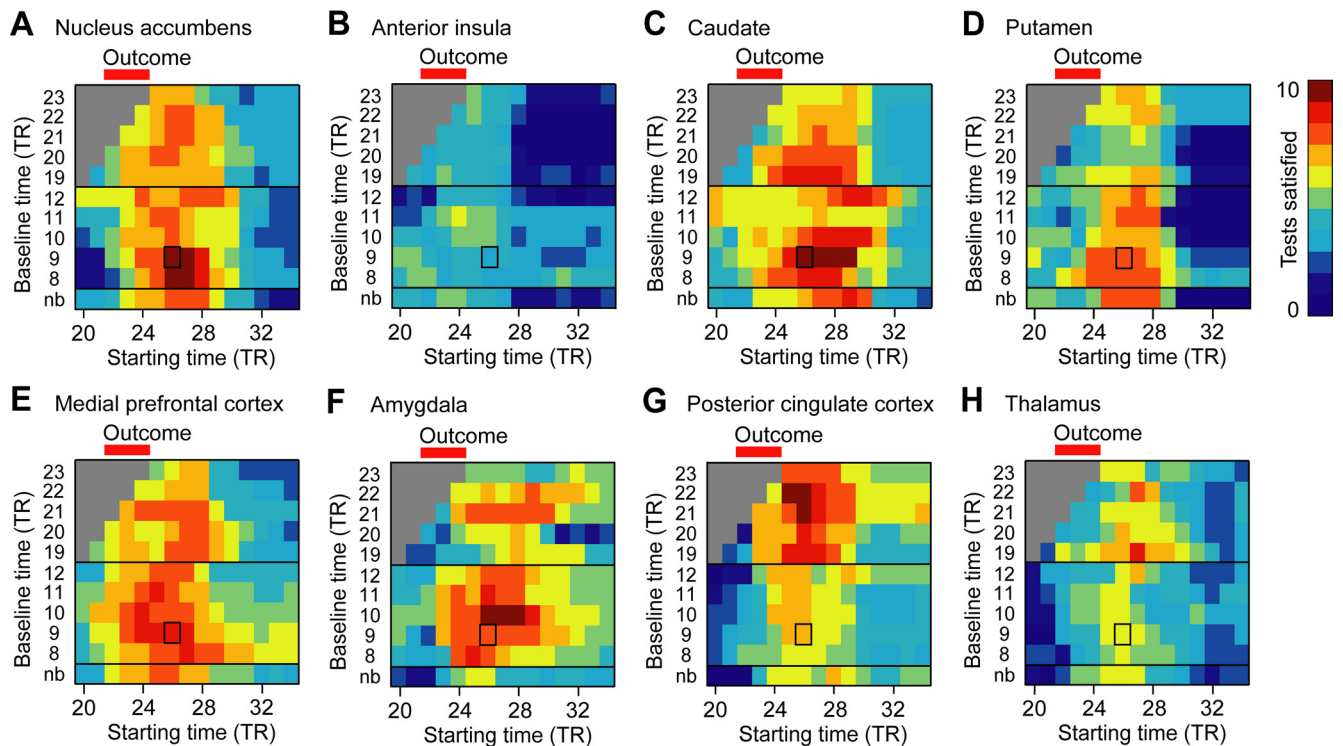 A Nucleus accumbens
Outcome
Baseline time (TR)
23
22
21
20
19
12
11
10
9
8
nb
20 24 28 32
Starting time (TR)
B Anterior insula
Outcome
Baseline time (TR)
23
22
21
20
19
12
11
10
9
8
nb
20 24 28 32
Starting time (TR)
C Caudate
Outcome
Baseline time (TR)
23
22
21
20
19
12
11
10
9
8
nb
20 24 28 32
Starting time (TR)
D Putamen
Outcome
Baseline time (TR)
23
22
21
20
19
12
11
10
9
8
nb
20 24 28 32
Starting time (TR)
10
Tests satisfied
0
E Medial prefrontal cortex
Outcome
Baseline time (TR)
23
22
21
20
19
12
11
10
9
8
nb
20 24 28 32
Starting time (TR)
F Amygdala
Outcome
Baseline time (TR)
23
22
21
20
19
12
11
10
9
8
nb
20 24 28 32
Starting time (TR)
G Posterior cingulate cortex
Outcome
Baseline time (TR)
23
22
21
20
19
12
11
10
9
8
nb
20 24 28 32
Starting time (TR)
H Thalamus
Outcome
Baseline time (TR)
23
22
21
20
19
12
11
10
9
8
nb
20 24 28 32
Starting time (TR)